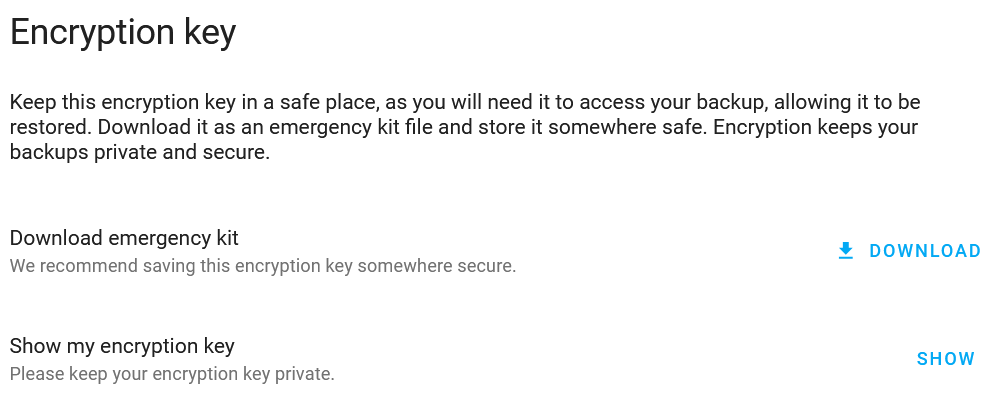 Encryption key
Keep this encryption key in a safe place, as you will need it to access your backup, allowing it to be
restored. Download it as an emergency kit file and store it somewhere safe. Encryption keeps your
backups private and secure.
Download emergency kit
We recommend saving this encryption key somewhere secure.
DOWNLOAD
Show my encryption key
Please keep your encryption key private.
SHOW